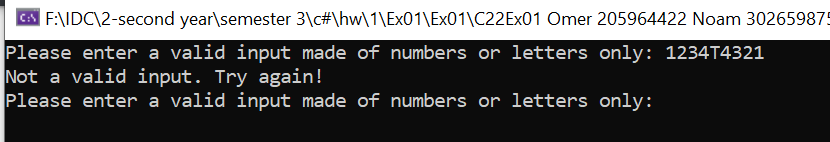 F:\IDC\2-second year\semester 3\c#\hw\1\Ex01\Ex01\C22Ex01 Omer 205964422 Noam 302659875
Please enter a valid input made of numbers or letters only: 1234T4321
Not a valid input. Try again!
Please enter a valid input made of numbers or letters only: